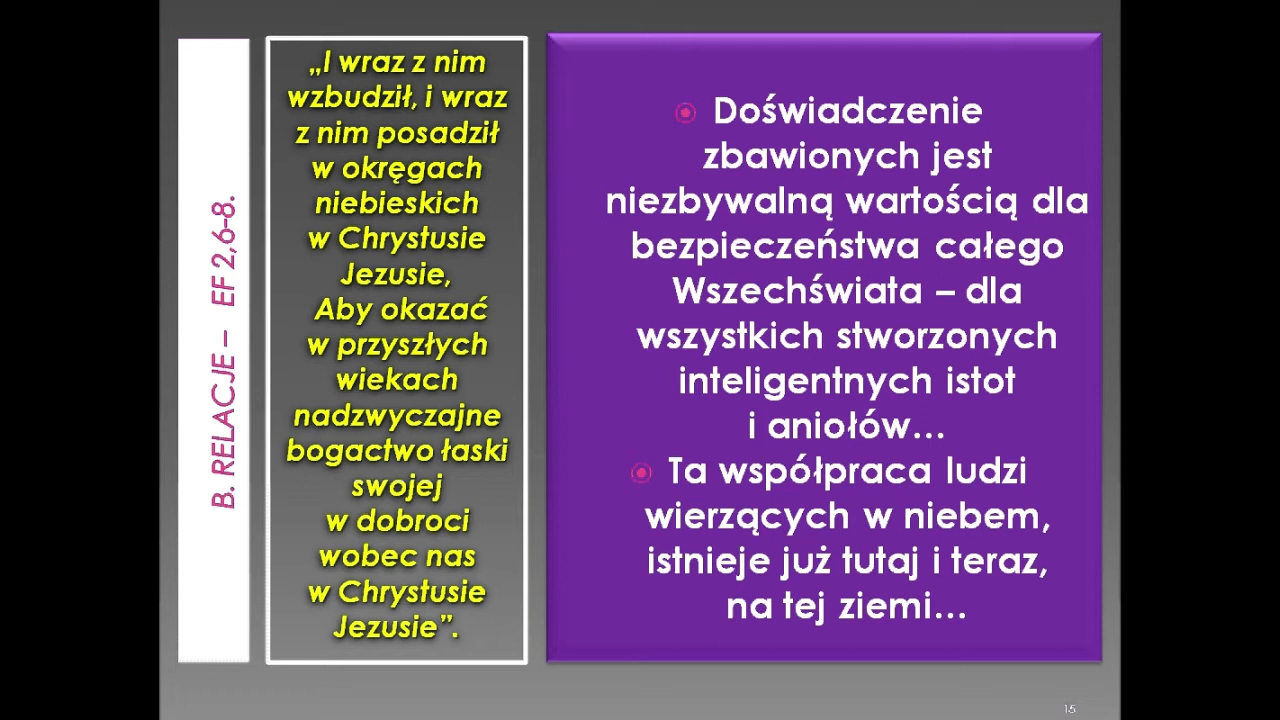 B. RELACJE – EF 2,6-8.
„I wraz z nim
wzbudził, i wraz
z nim posadził
w okręgach
niebieskich
w Chrystusie
Jezusie,
Aby okazać
w przyszłych
wiekach
nadzwyczajne
bogactwo łaski
swojej
w dobroci
wobec nas
w Chrystusie
Jezusie”.
Doświadczenie
zbawionych jest
niezbywalną wartością dla
bezpieczeństwa całego
Wszechświata – dla
wszystkich stworzonych
inteligentnych istot
i aniołów...
Ta współpraca ludzi
wierzących w niebem,
istnieje już tutaj i teraz,
na tej ziemi...
15